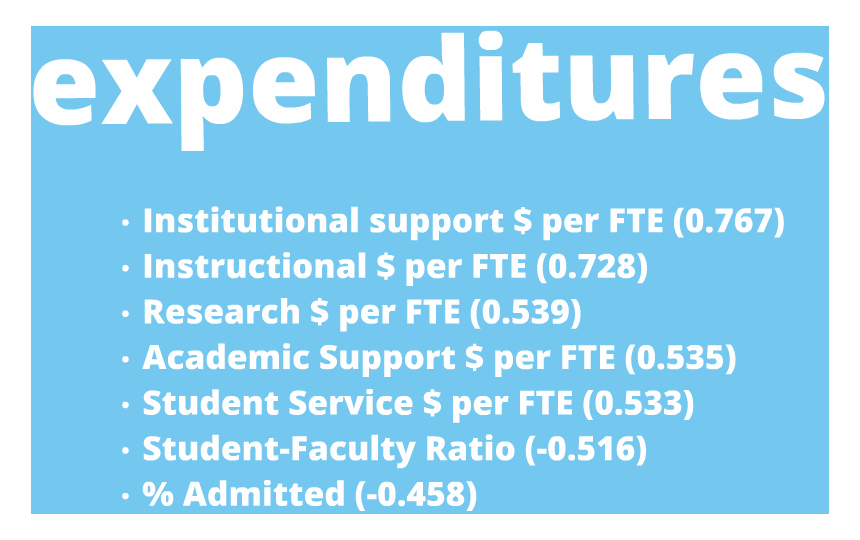 expenditures
• Institutional support $ per FTE (0.767)
• Instructional $ per FTE (0.728)
• Research $ per FTE (0.539)
• Academic Support $ per FTE (0.535)
• Student Service $ per FTE (0.533)
• Student-Faculty Ratio (-0.516)
• % Admitted (-0.458)